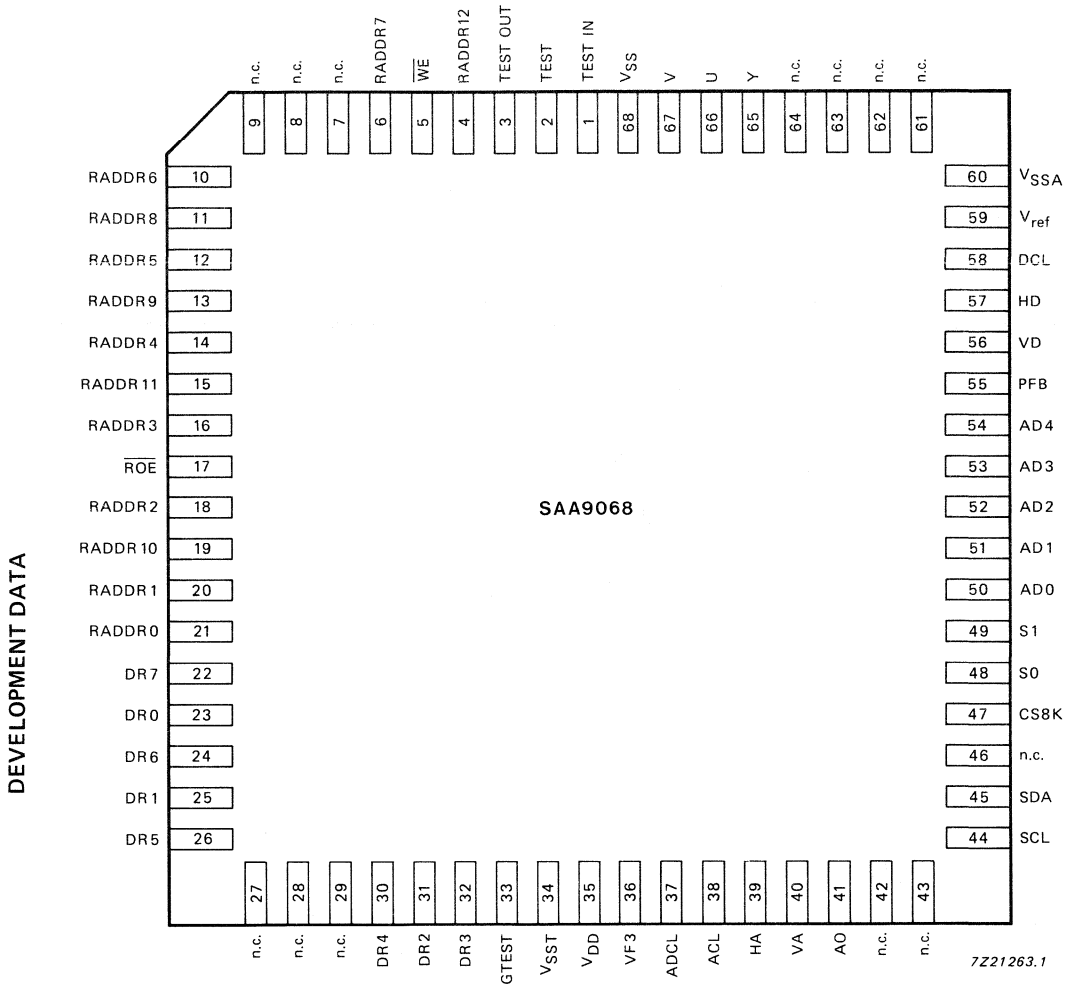 n.c.
n.c.
n.c.
RADDR7
WE
RADDR12
TEST OUT
TEST
TEST IN
VSS
V
U
Y
n.c.
n.c.
n.c.
n.c.
9
8
7
6
5
4
3
2
1
68
67
66
65
64
63
62
61
RADDR6 10
60 VSSA
RADDR8 11
59 Vref
RADDR5 12
58 DCL
RADDR9 13
57 HD
RADDR4 14
56 VD
RADDR11 15
55 PFB
RADDR3 16
54 AD4
ROE 17
53 AD3
RADDR2 18
SAA9068
52 AD2
RADDR10 19
51 AD1
RADDR1 20
50 AD0
RADDR0 21
49 S1
DR7 22
48 S0
DR0 23
47 CS8K
DR6 24
46 n.c.
DR1 25
45 SDA
DR5 26
44 SCL
27
28
29
30
31
32
33
34
35
36
37
38
39
40
41
42
43
n.c.
n.c.
n.c.
DR4
DR2
DR3
GTEST
VSST
VDD
VF3
ADCL
ACL
HA
VA
AO
n.c.
n.c.
7Z21263.1
DEVELOPMENT DATA